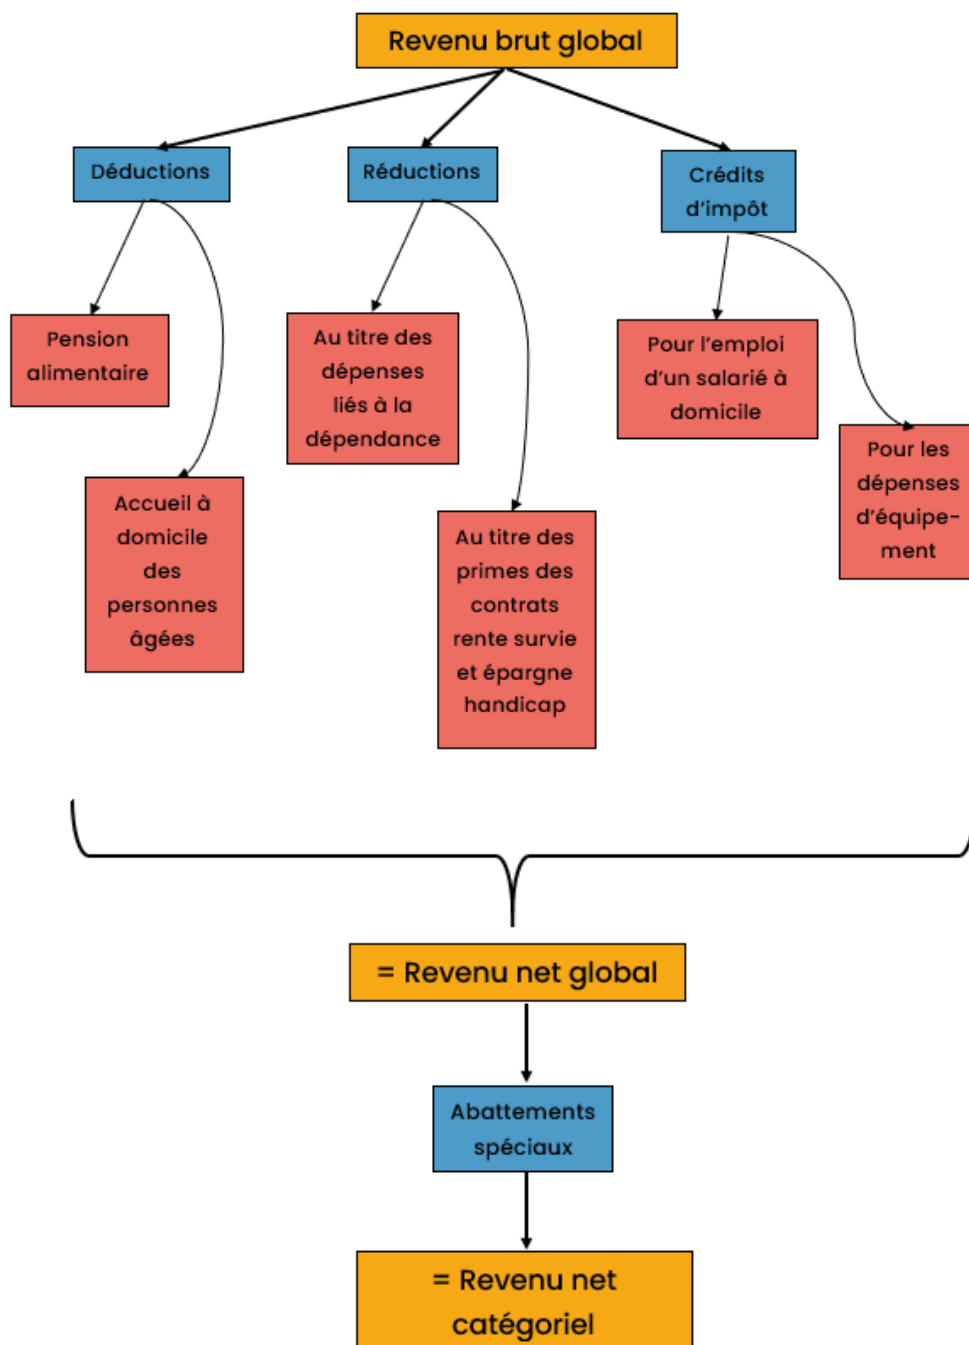 Revenu brut global
Déductions
Réductions
Crédits
d'impôt
Pension
alimentaire
Au titre des
dépenses
liés à la
dépendance
Pour l'emploi
d'un salarié à
domicile
Pour les
dépenses
d'équipe-
ment
Accueil à
domicile
des
personnes
âgées
Au titre des
primes des
contrats
rente survie
et épargne
handicap
= Revenu net global
Abattements
spéciaux
= Revenu net
catégoriel